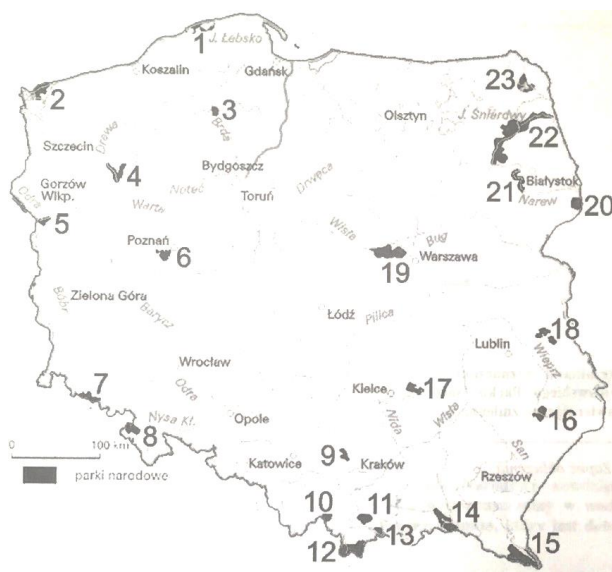 1
J. Łebsko
Koszalin
Gdańsk
23
2
3
Olsztyn
J. Śniardwy
Brda
22
Szczecin
Drawa
4
Bydgoszcz
21
Białystok
Gorzów
Wlkp.
Noteć
Toruń
Drwęca
Narew
20
Odra
Warta
5
Poznań
6
Wisła
Bug
19
Warszawa
Zielona Góra
Bóbr
Barycz
Łódź
Pilica
18
Lublin
Wieprz
Wrocław
7
Odra
Kielce
17
16
8
Nysa Kł.
Opole
Nida
Wisła
San
0
100 km
9
Katowice
Kraków
Rzeszów
parki narodowe
10
11
14
13
12
15